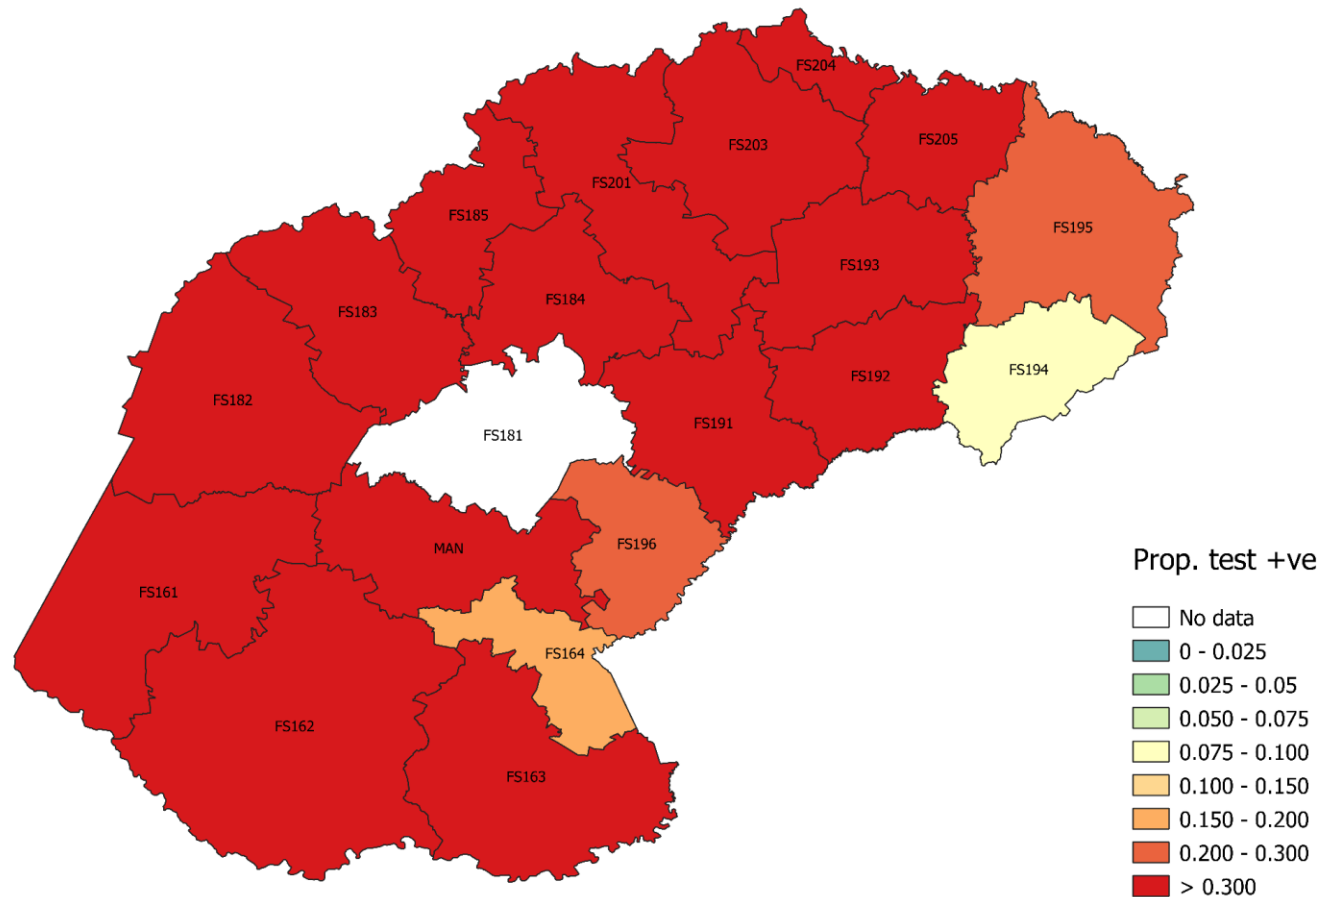 FS204
FS203
FS205
FS201
FS185
FS195
FS193
FS184
FS183
FS194
FS192
FS182
FS191
FS181
FS196
MAN
FS161
FS164
FS162
FS163
Prop. test +ve
No data
0 - 0.025
0.025 - 0.05
0.050 - 0.075
0.075 - 0.100
0.100 - 0.150
0.150 - 0.200
0.200 - 0.300
> 0.300